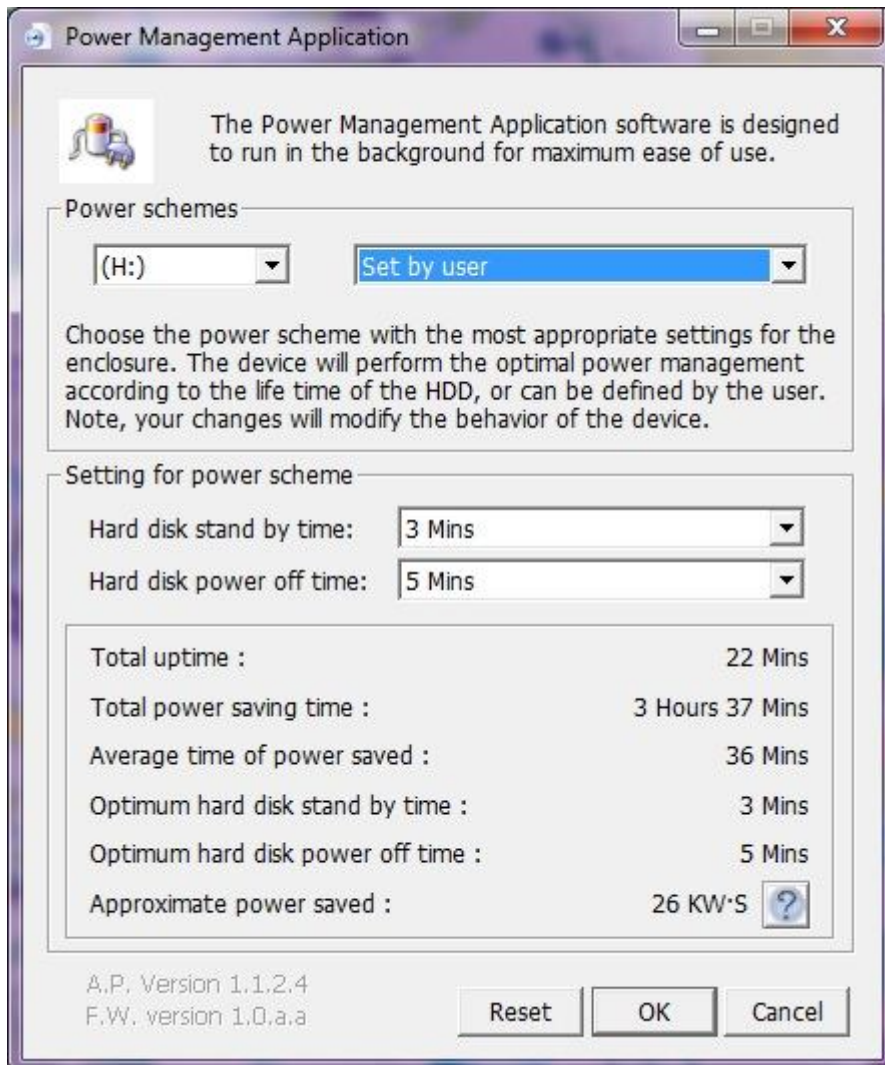 Power Management Application
The Power Management Application software is designed
to run in the background for maximum ease of use.
Power schemes
(H:) Set by user
Choose the power scheme with the most appropriate settings for the
enclosure. The device will perform the optimal power management
according to the life time of the HDD, or can be defined by the user.
Note, your changes will modify the behavior of the device.
Setting for power scheme
Hard disk stand by time: 3 Mins
Hard disk power off time: 5 Mins
Total uptime : 22 Mins
Total power saving time : 3 Hours 37 Mins
Average time of power saved : 36 Mins
Optimum hard disk stand by time : 3 Mins
Optimum hard disk power off time : 5 Mins
Approximate power saved : 26 KW·S ?
A.P. Version 1.1.2.4
F.W. version 1.0.a.a
Reset OK Cancel